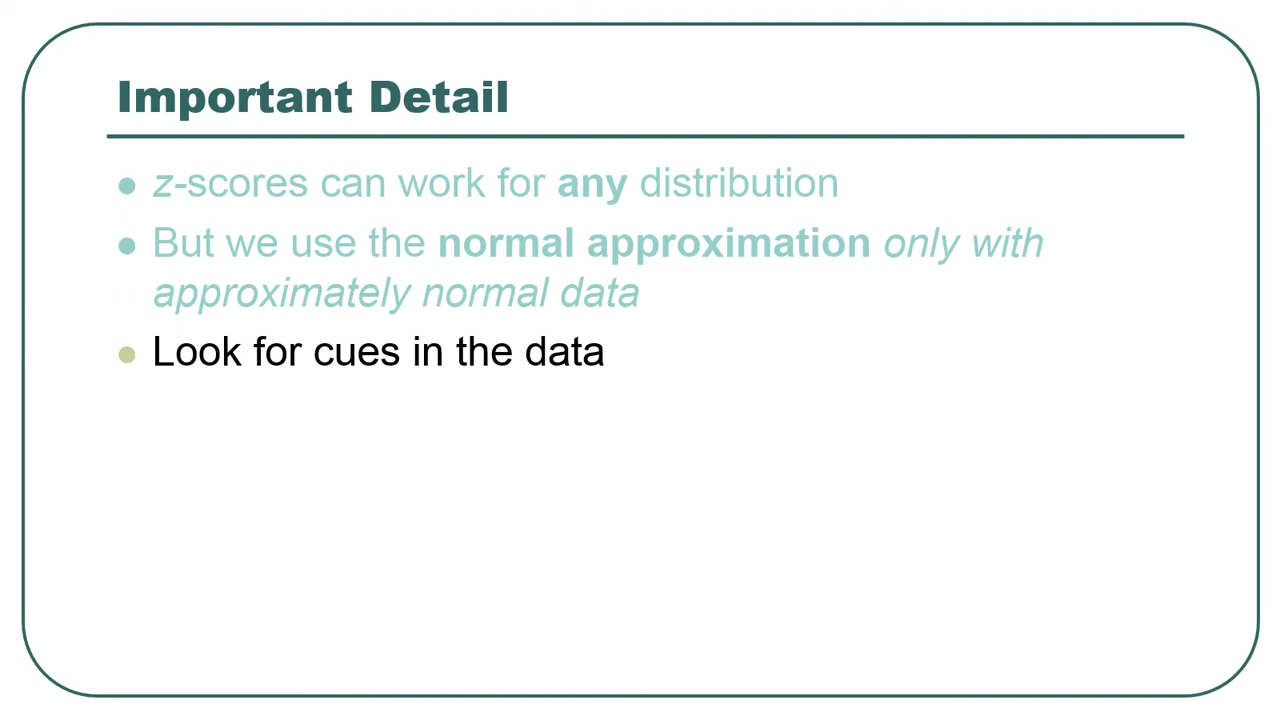 Important Detail
z-scores can work for any distribution
But we use the normal approximation only with
approximately normal data
Look for cues in the data